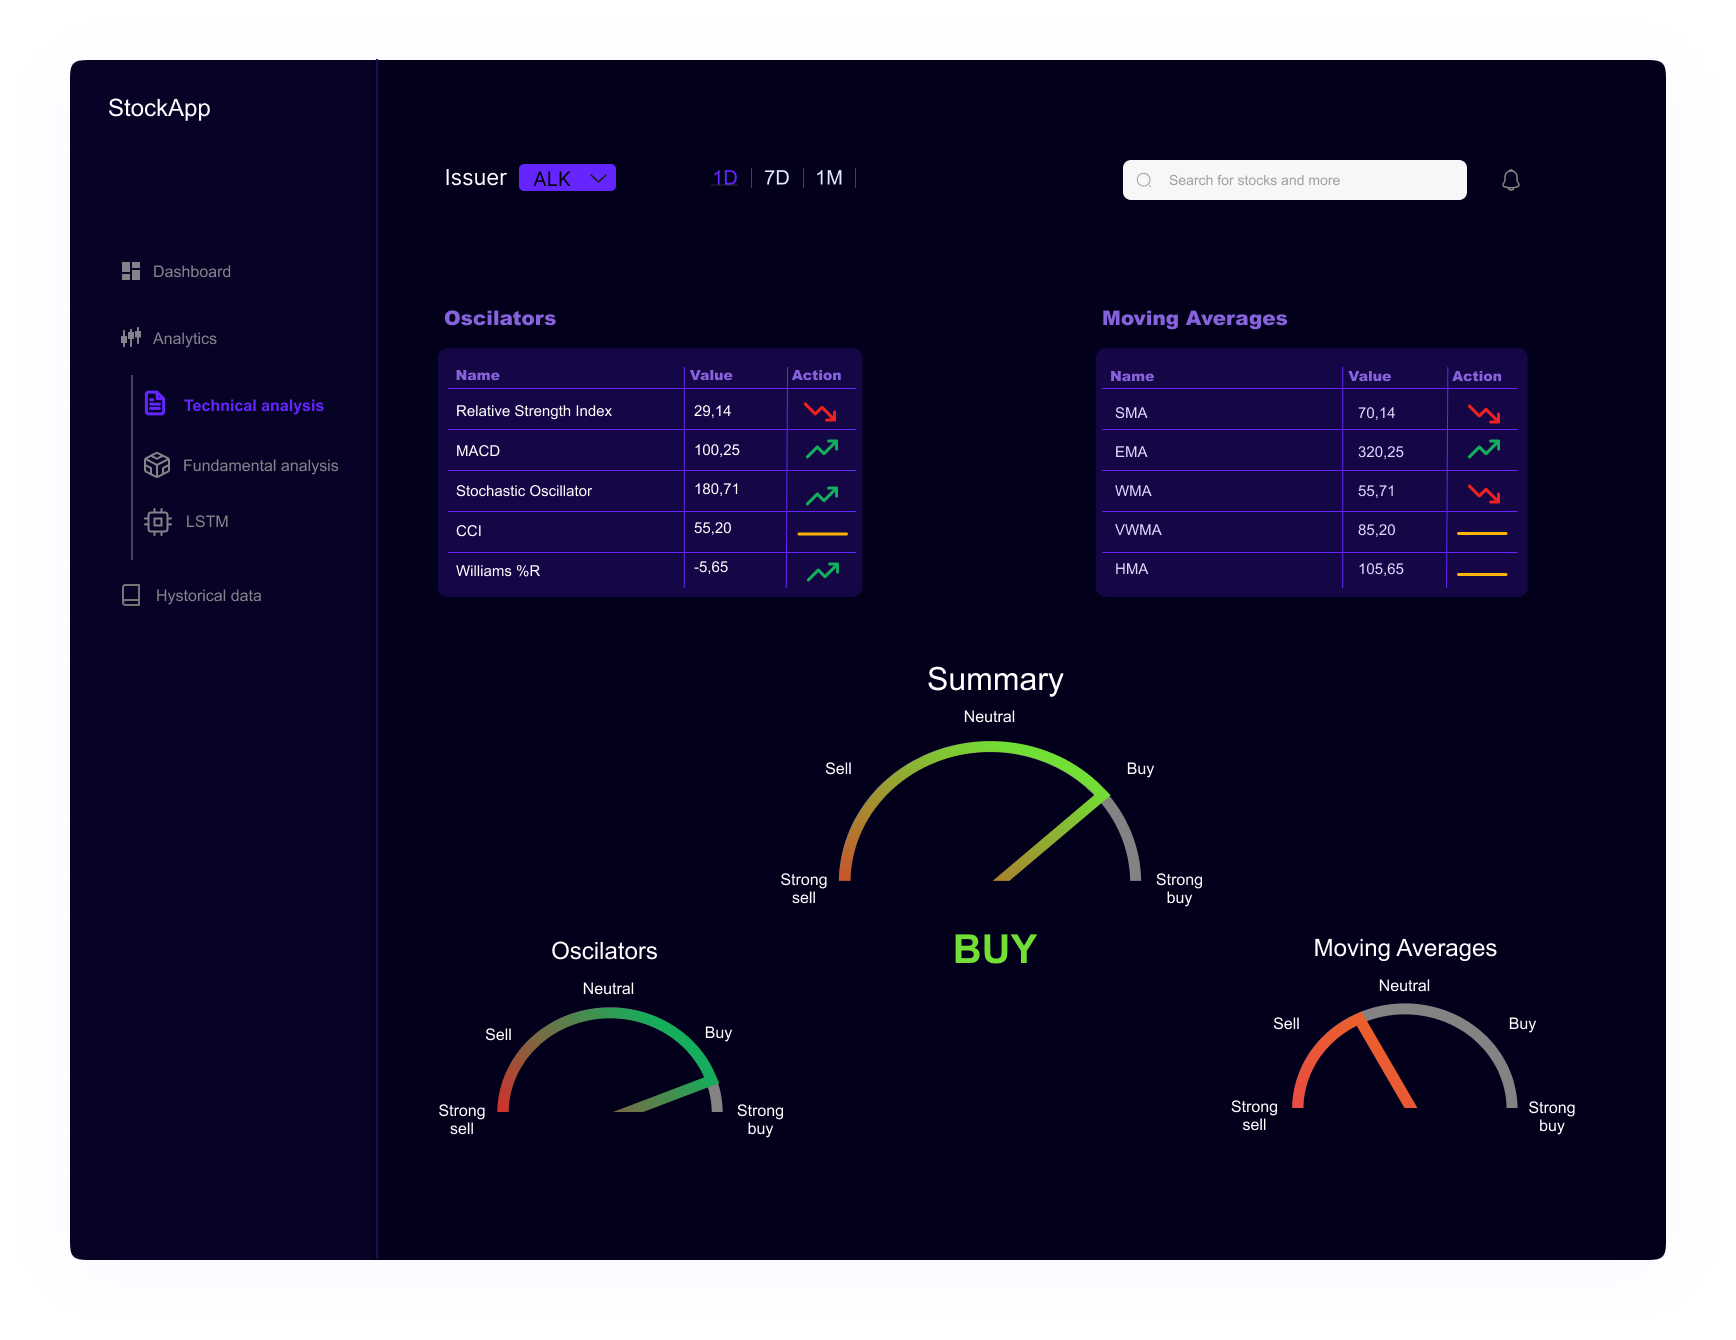 StockApp
Issuer ALK
1D 7D 1M
Search for stocks and more
Dashboard
Analytics
Technical analysis
Fundamental analysis
LSTM
Hystorical data
Oscilators
Name Value Action
Relative Strength Index 29,14
MACD 100,25
Stochastic Oscillator 180,71
CCI 55,20
Williams %R -5,65
Moving Averages
Name Value Action
SMA 70,14
EMA 320,25
WMA 55,71
VWMA 85,20
HMA 105,65
Summary
Neutral
Sell Buy
Strong
sell
Strong
buy
BUY
Oscilators
Neutral
Sell Buy
Strong
sell
Strong
buy
Moving Averages
Neutral
Sell Buy
Strong
sell
Strong
buy